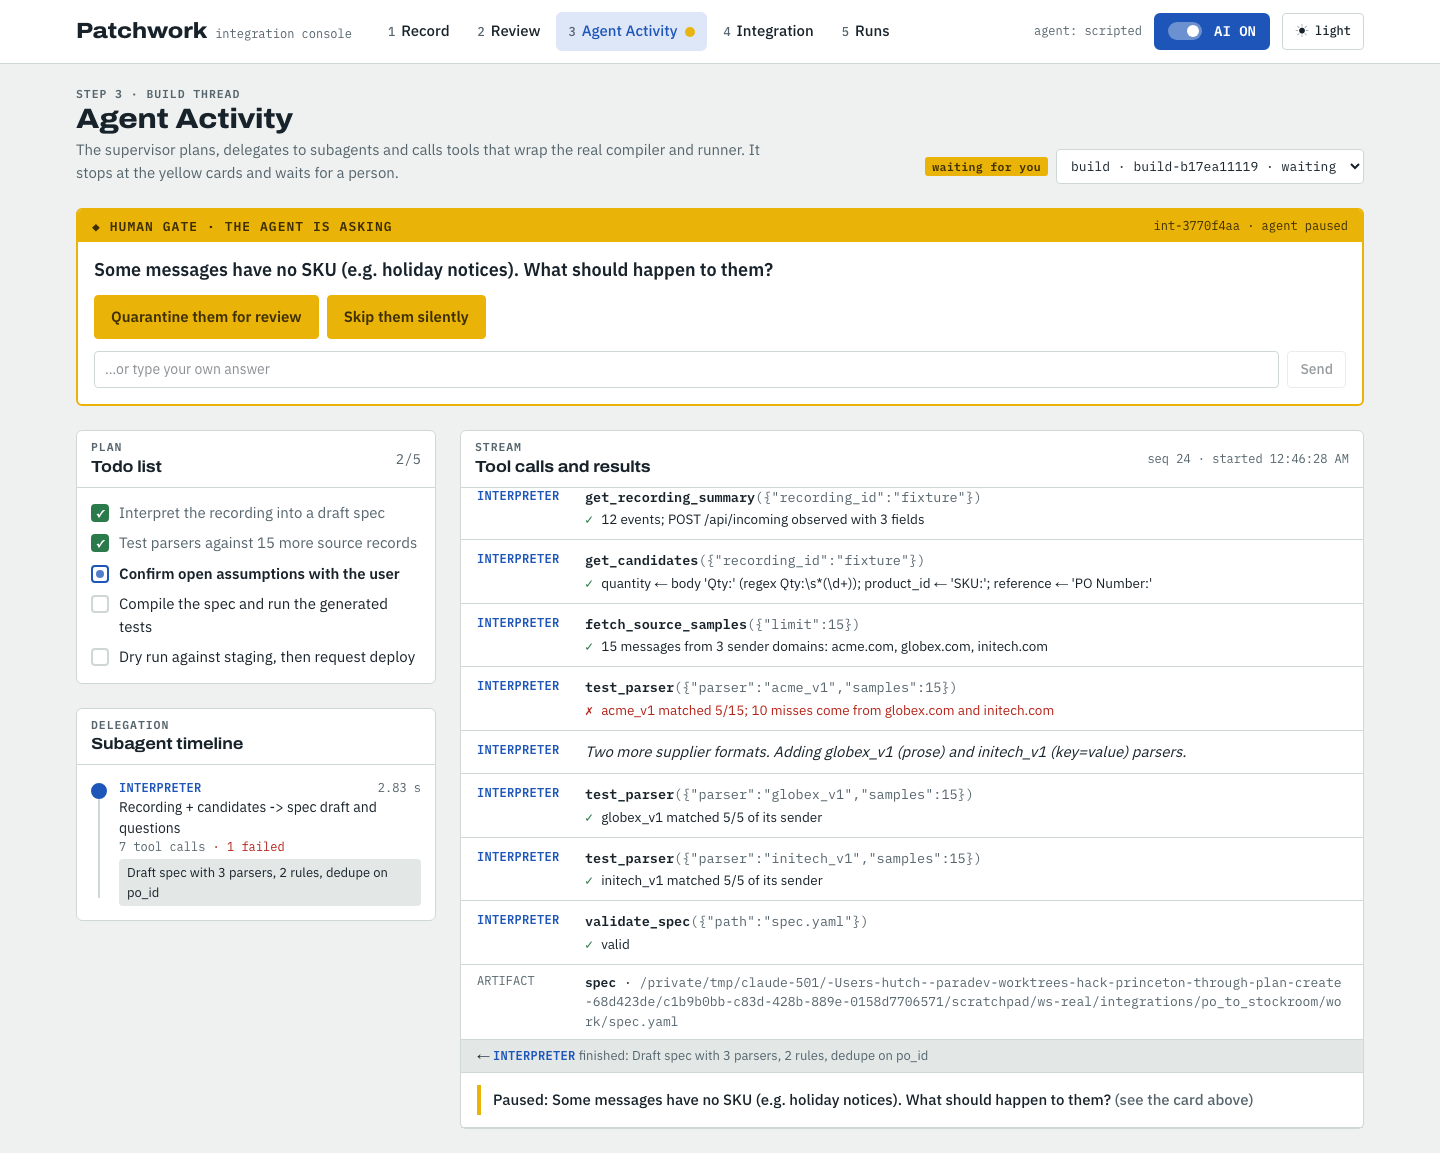 Patchwork integration console 1 Record 2 Review 3 Agent Activity 4 Integration 5 Runs agent: scripted AI ON ☀ light
STEP 3 · BUILD THREAD
Agent Activity
The supervisor plans, delegates to subagents and calls tools that wrap the real compiler and runner. It
stops at the yellow cards and waits for a person.
waiting for you build · build-b17ea11119 · waiting
◆ HUMAN GATE · THE AGENT IS ASKING int-3770f4aa · agent paused
Some messages have no SKU (e.g. holiday notices). What should happen to them?
Quarantine them for review Skip them silently
...or type your own answer Send
PLAN
Todo list 2/5
✓ Interpret the recording into a draft spec
✓ Test parsers against 15 more source records
Confirm open assumptions with the user
Compile the spec and run the generated
tests
Dry run against staging, then request deploy
DELEGATION
Subagent timeline
INTERPRETER 2.83 s
Recording + candidates -> spec draft and
questions
7 tool calls · 1 failed
Draft spec with 3 parsers, 2 rules, dedupe on
po_id
STREAM
Tool calls and results seq 24 · started 12:46:28 AM
INTERPRETER get_recording_summary({"recording_id":"fixture"})
✓ 12 events; POST /api/incoming observed with 3 fields
INTERPRETER get_candidates({"recording_id":"fixture"})
✓ quantity ← body 'Qty:' (regex Qty:\s*(\d+)); product_id ← 'SKU:'; reference ← 'PO Number:'
INTERPRETER fetch_source_samples({"limit":15})
✓ 15 messages from 3 sender domains: acme.com, globex.com, initech.com
INTERPRETER test_parser({"parser":"acme_v1","samples":15})
✗ acme_v1 matched 5/15; 10 misses come from globex.com and initech.com
INTERPRETER Two more supplier formats. Adding globex_v1 (prose) and initech_v1 (key=value) parsers.
INTERPRETER test_parser({"parser":"globex_v1","samples":15})
✓ globex_v1 matched 5/5 of its sender
INTERPRETER test_parser({"parser":"initech_v1","samples":15})
✓ initech_v1 matched 5/5 of its sender
INTERPRETER validate_spec({"path":"spec.yaml"})
✓ valid
ARTIFACT spec · /private/tmp/claude-501/-Users-hutch--paradev-worktrees-hack-princeton-through-plan-create
-68d423de/c1b9b0bb-c83d-428b-889e-0158d7706571/scratchpad/ws-real/integrations/po_to_stockroom/wo
rk/spec.yaml
← INTERPRETER finished: Draft spec with 3 parsers, 2 rules, dedupe on po_id
Paused: Some messages have no SKU (e.g. holiday notices). What should happen to them? (see the card above)